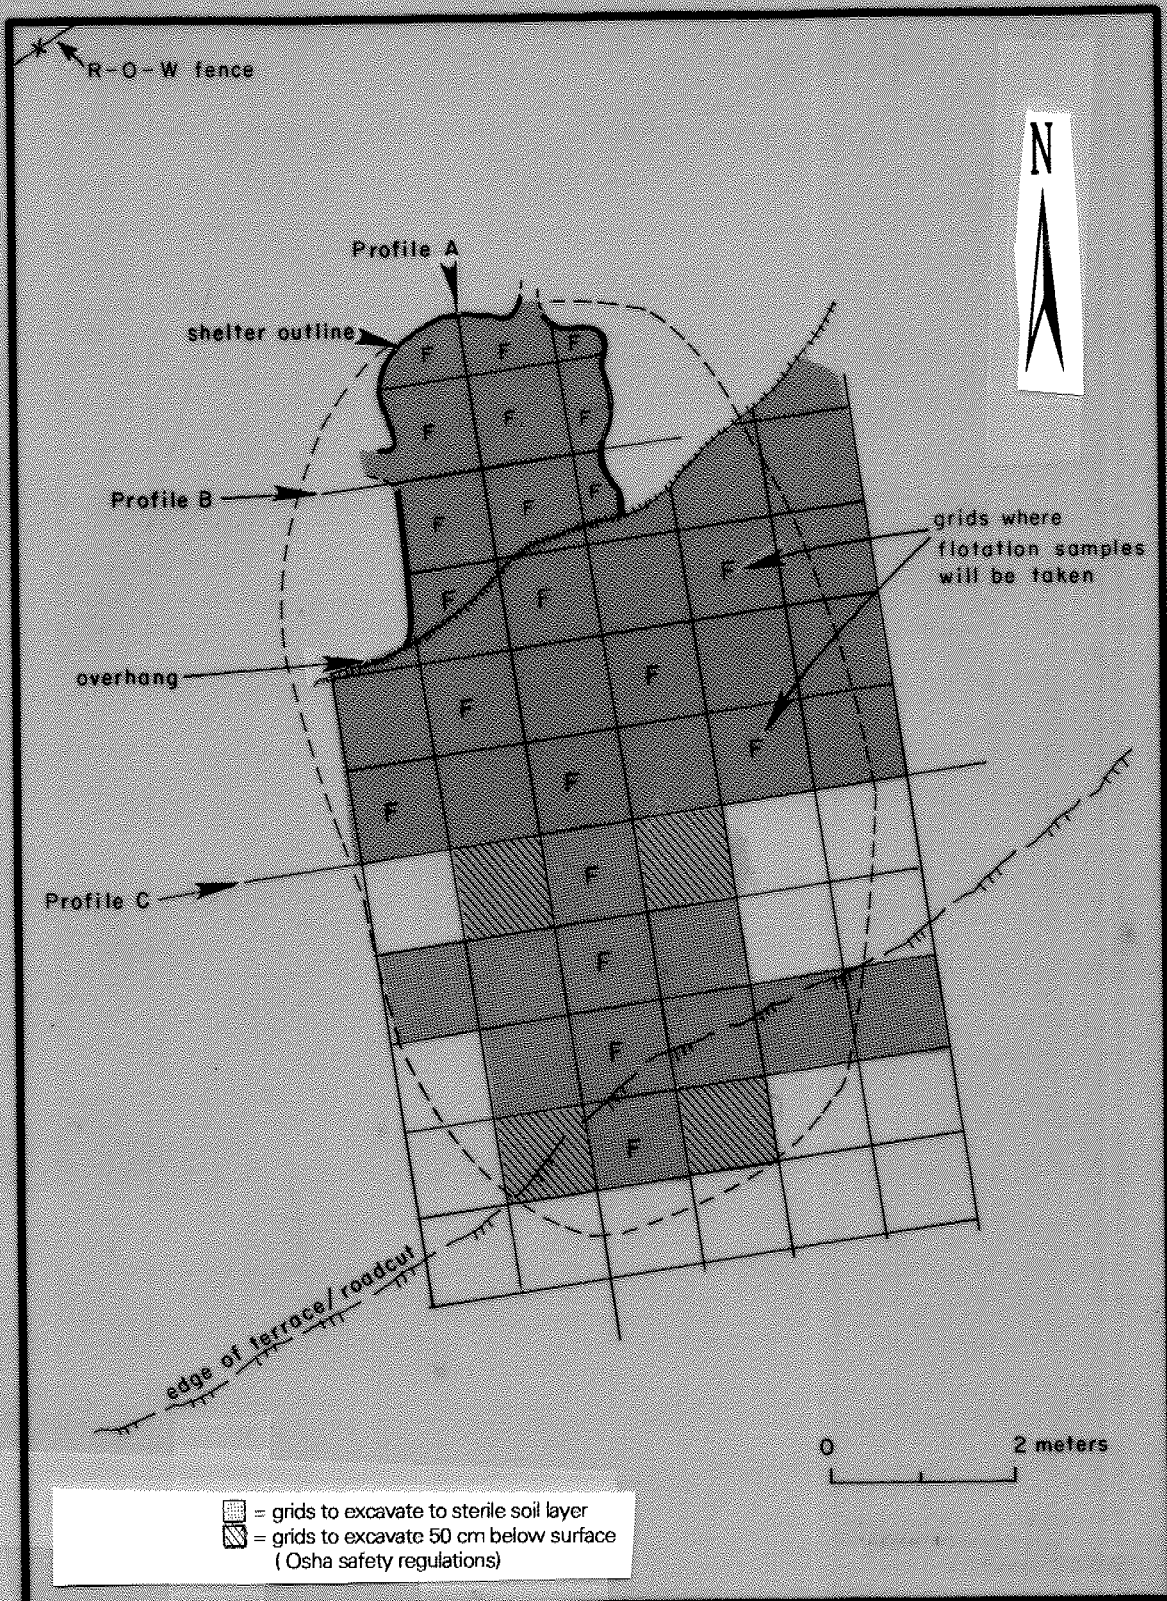 R-O-W fence
N
Profile A
shelter outline
F F F
F F F
Profile B
F F F
grids where
flotation samples
will be taken
F
F F
overhang
F
F
F
F
F
Profile C
F
F
F
F
edge of terrace/roadcut
0 2 meters
= grids to excavate to sterile soil layer
= grids to excavate 50 cm below surface
( Osha safety regulations)